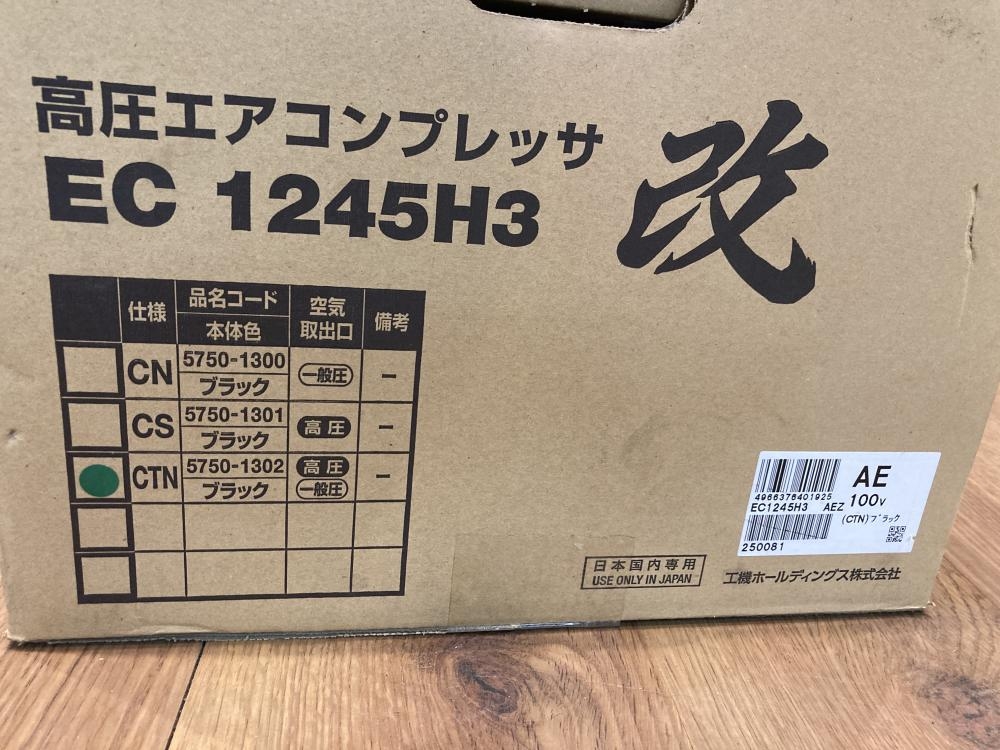 高圧エアコンプレッサ
EC 1245H3
改
仕様 品名コード 本体色 空気取出口 備考
CN 5750-1300 ブラック 一般圧 −
CS 5750-1301 ブラック 高圧 −
CTN 5750-1302 ブラック 高圧 一般圧 −
4966376401925
EC1245H3 AEZ
AE
100v
(CTN)ブラック
250081
日本国内専用
USE ONLY IN JAPAN
工機ホールディングス株式会社